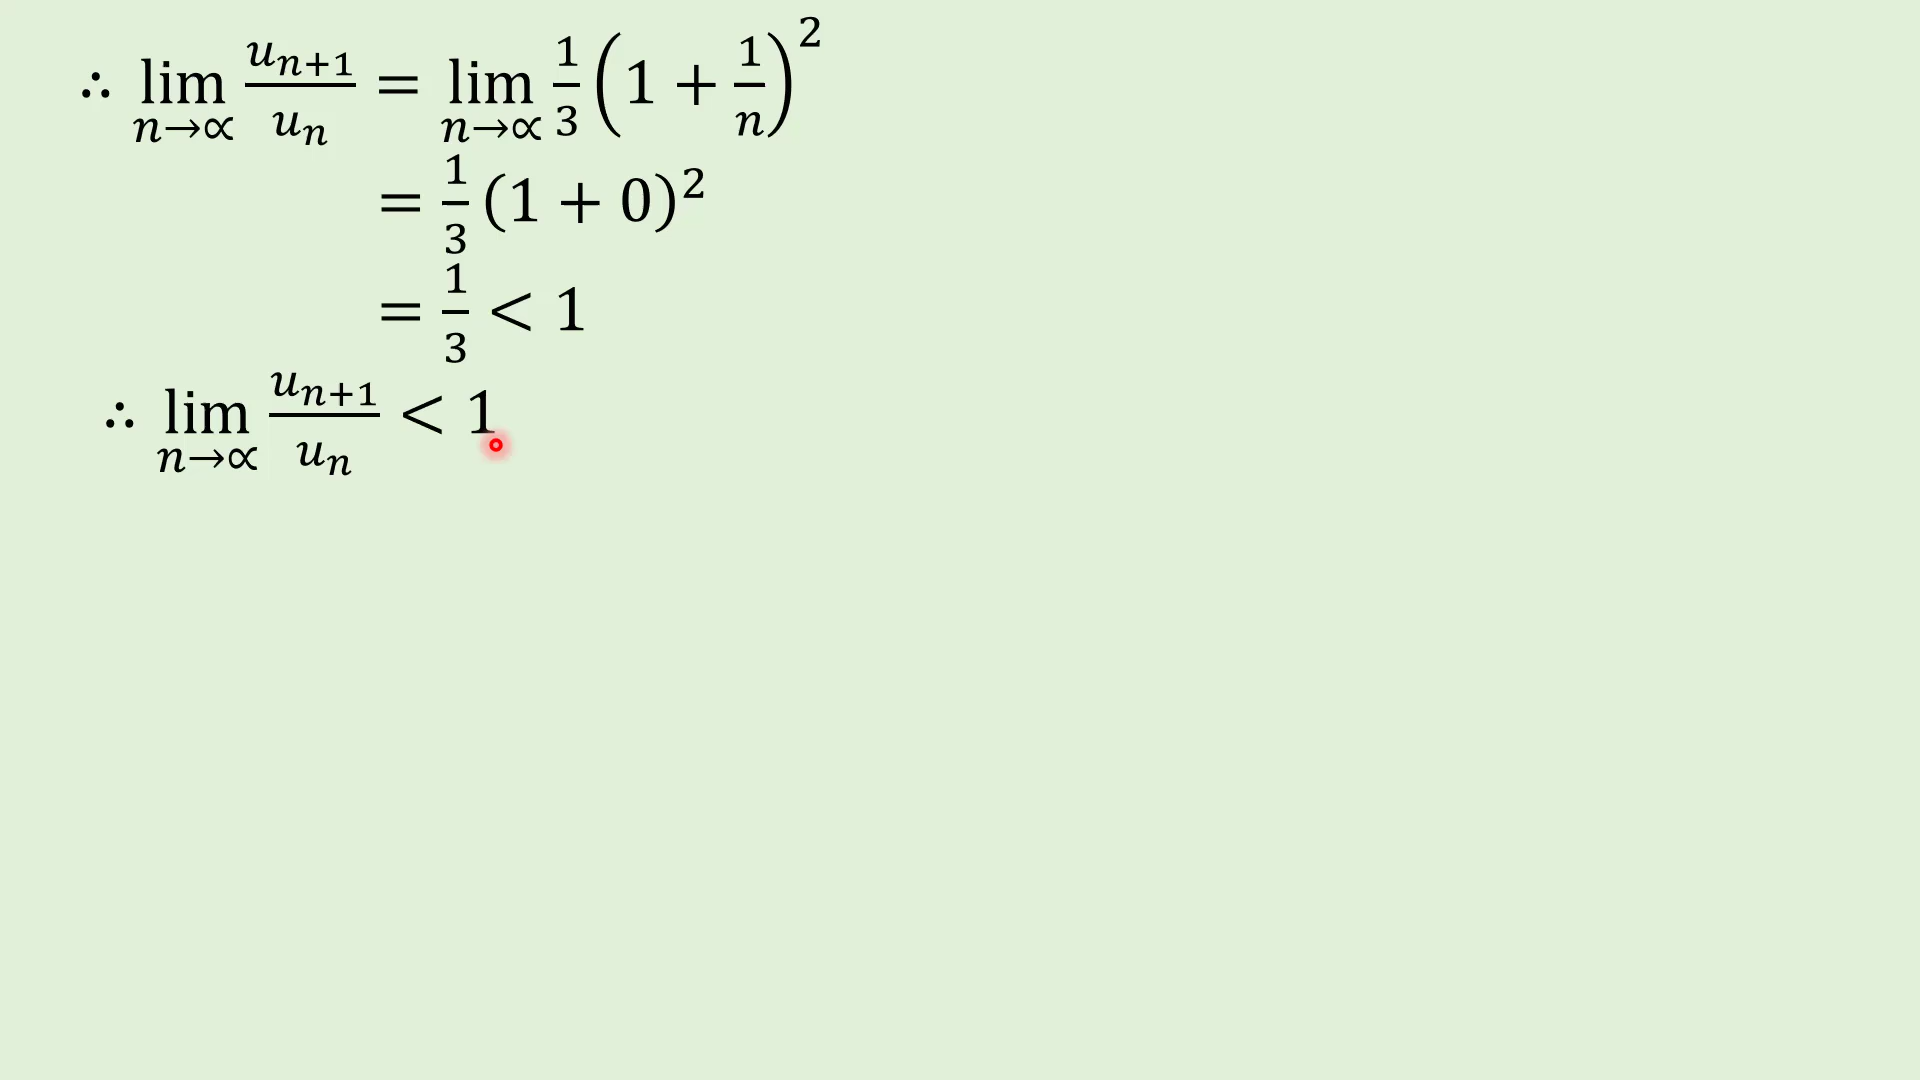 ∴ lim_{n→∝} u_{n+1}/u_n = lim_{n→∝} 1/3 (1 + 1/n)^2
= 1/3 (1 + 0)^2
= 1/3 < 1
∴ lim_{n→∝} u_{n+1}/u_n < 1